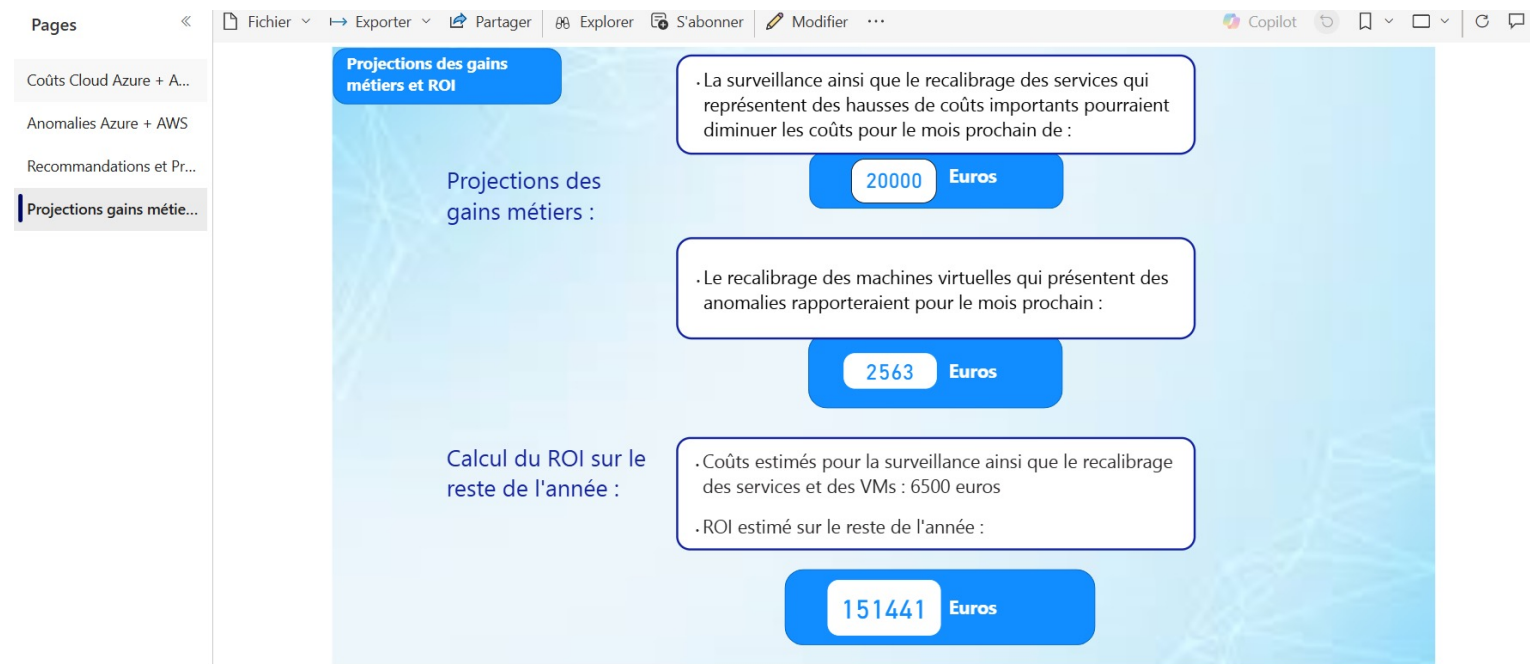 Pages
Fichier
Exporter
Partager
Explorer
S'abonner
Modifier
Copilot
Coûts Cloud Azure + A...
Anomalies Azure + AWS
Recommandations et Pr...
Projections gains métie...
Projections des gains
métiers et ROI
La surveillance ainsi que le recalibrage des services qui
représentent des hausses de coûts importants pourraient
diminuer les coûts pour le mois prochain de :
Projections des
gains métiers :
20000 Euros
Le recalibrage des machines virtuelles qui présentent des
anomalies rapporteraient pour le mois prochain :
2563 Euros
Calcul du ROI sur le
reste de l'année :
Coûts estimés pour la surveillance ainsi que le recalibrage
des services et des VMs : 6500 euros
ROI estimé sur le reste de l'année :
151441 Euros